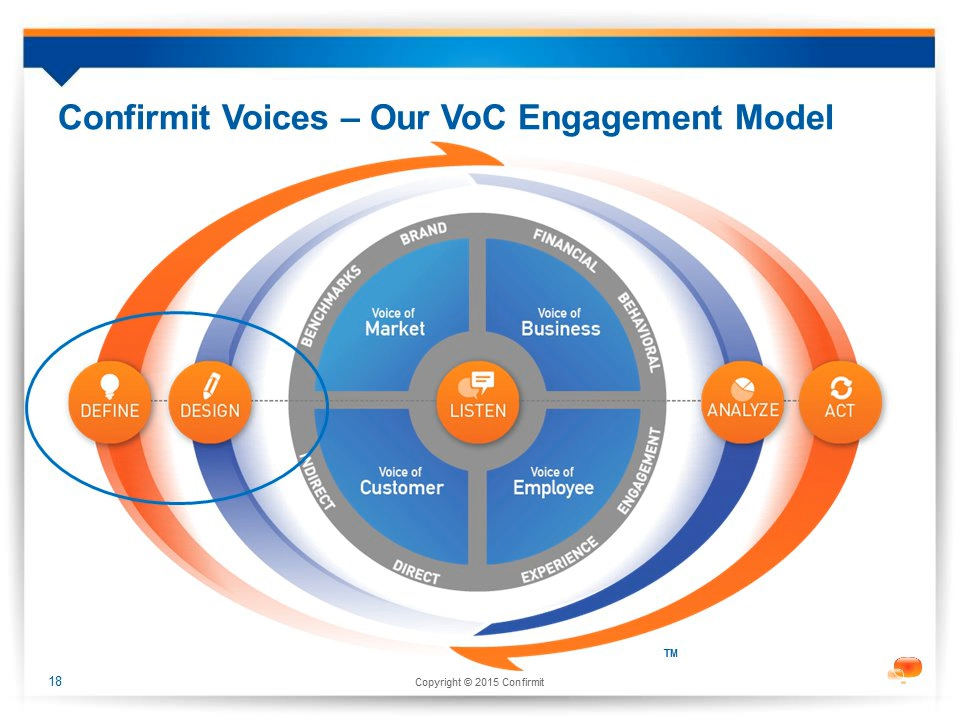 Confirmit Voices – Our VoC Engagement Model
BRAND
FINANCIAL
BENCHMARKS
BEHAVIORAL
Voice of
Market
Voice of
Business
DEFINE
DESIGN
LISTEN
ANALYZE
ACT
Voice of
Customer
Voice of
Employee
INDIRECT
ENGAGEMENT
DIRECT
EXPERIENCE
TM
18
Copyright © 2015 Confirmit